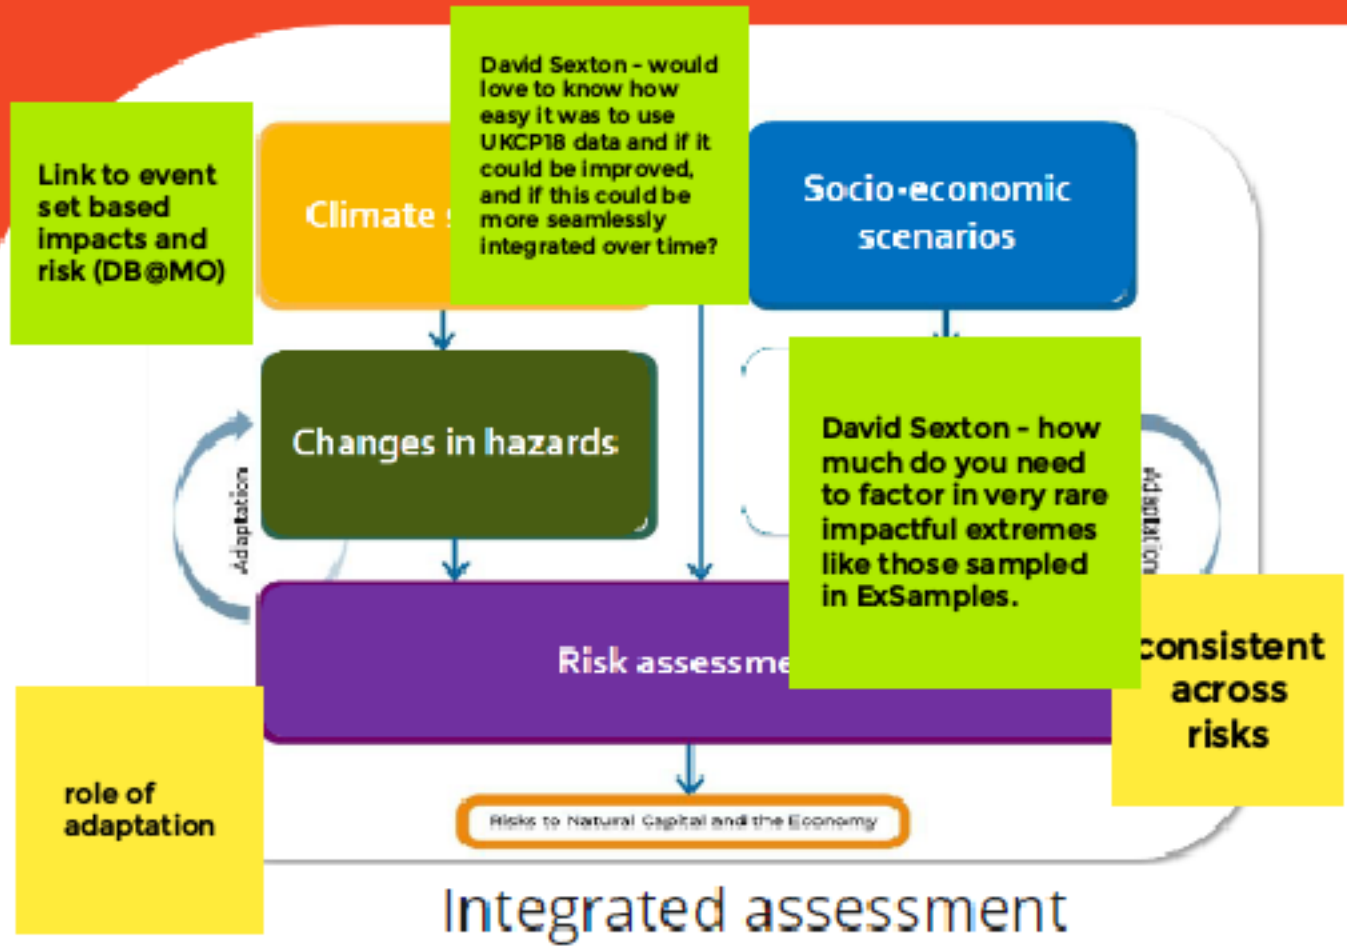 David Sexton - would
love to know how
easy it was to use
UKCP18 data and if it
could be improved,
and if this could be
more seamlessly
integrated over time?
Link to event
set based
impacts and
risk (DB@MO)
Climate
Socio-economic
scenarios
Changes in hazards
David Sexton - how
much do you need
to factor in very rare
impactful extremes
like those sampled
in ExSamples.
Adaptation
Adaptation
Risk assessme
consistent
across
risks
role of
adaptation
Risks to Natural Capital and the Economy
Integrated assessment